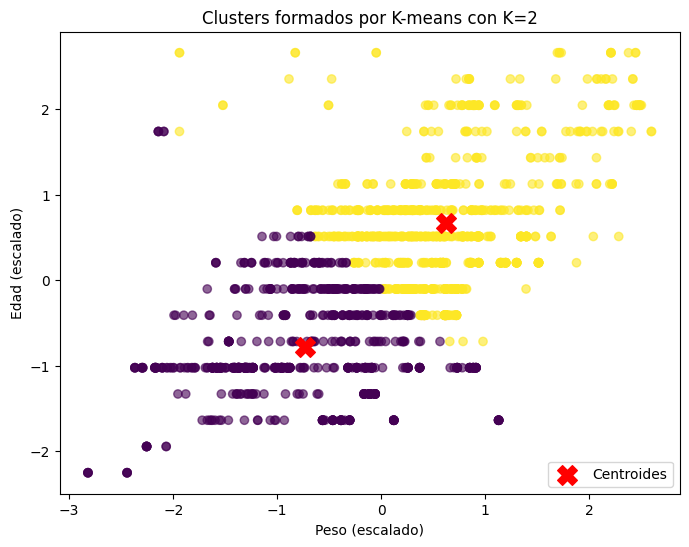 Clusters formados por K-means con K=2
Edad (escalado)
2
1
0
−1
−2
−3
−2
−1
0
1
2
Peso (escalado)
Centroides